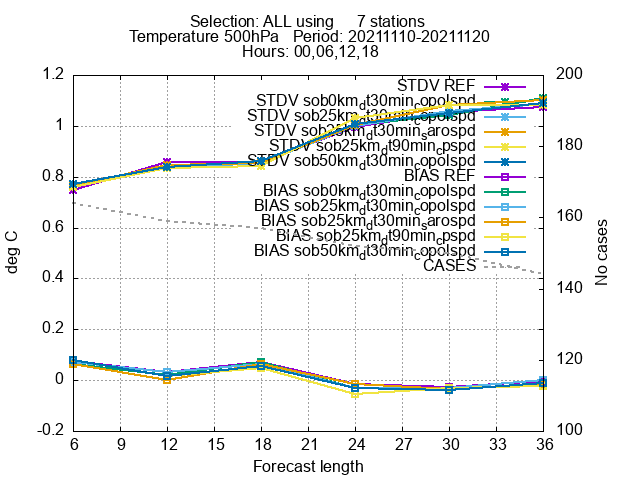 Selection: ALL using 7 stations
Temperature 500hPa Period: 20211110-20211120
Hours: 00,06,12,18
1.2
1
0.8
0.6
0.4
0.2
0
-0.2
deg C
200
180
160
140
120
100
No cases
STDV REF
STDV sob0km_dt30min_copolspd
STDV sob25km_dt30min_copolspd
STDV sob25km_dt30min_sarospd
STDV sob25km_dt90min_cpspd
STDV sob50km_dt30min_copolspd
BIAS REF
BIAS sob0km_dt30min_copolspd
BIAS sob25km_dt30min_copolspd
BIAS sob25km_dt30min_sarospd
BIAS sob25km_dt90min_cpspd
BIAS sob50km_dt30min_copolspd
CASES
6 9 12 15 18 21 24 27 30 33 36
Forecast length